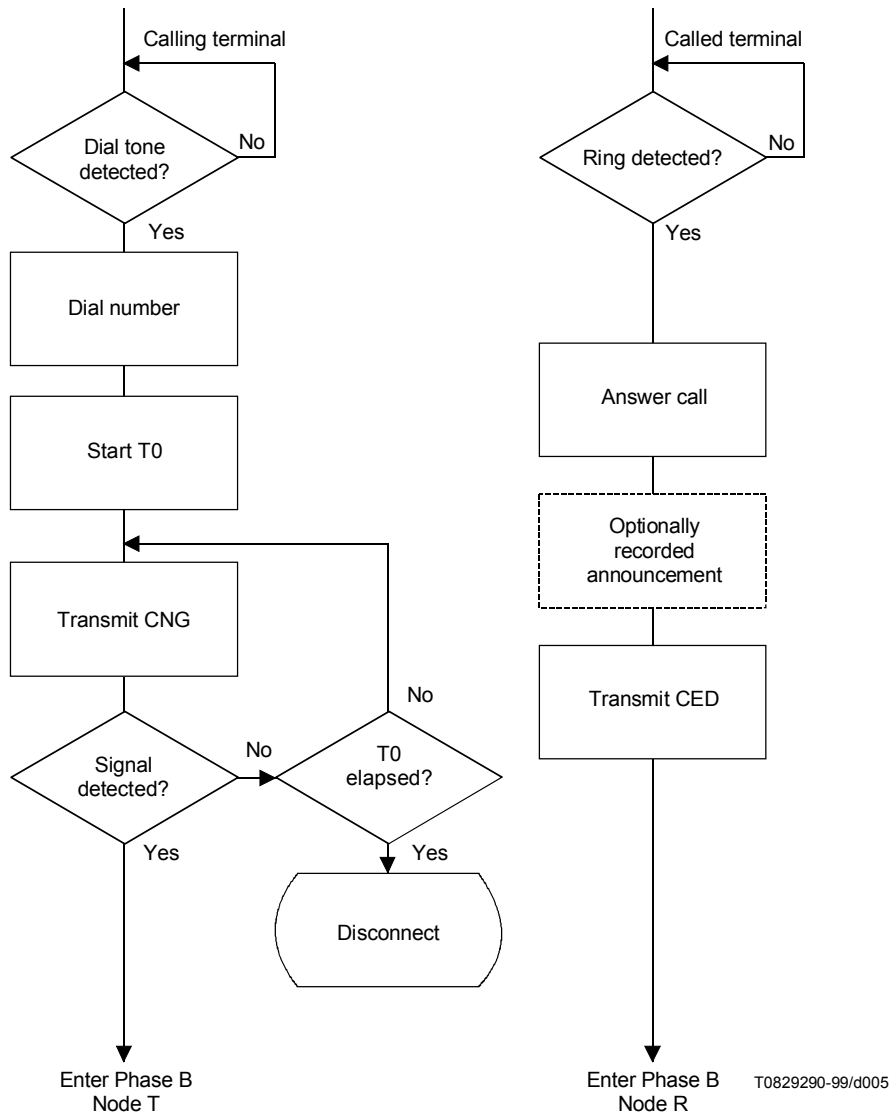 Calling terminal
Dial tone
detected?
No
Yes
Dial number
Start T0
Transmit CNG
Signal
detected?
No
Yes
No
T0
elapsed?
Yes
Disconnect
Enter Phase B
Node T
Called terminal
Ring detected?
No
Yes
Answer call
Optionally
recorded
announcement
Transmit CED
Enter Phase B
Node R
T0829290-99/d005